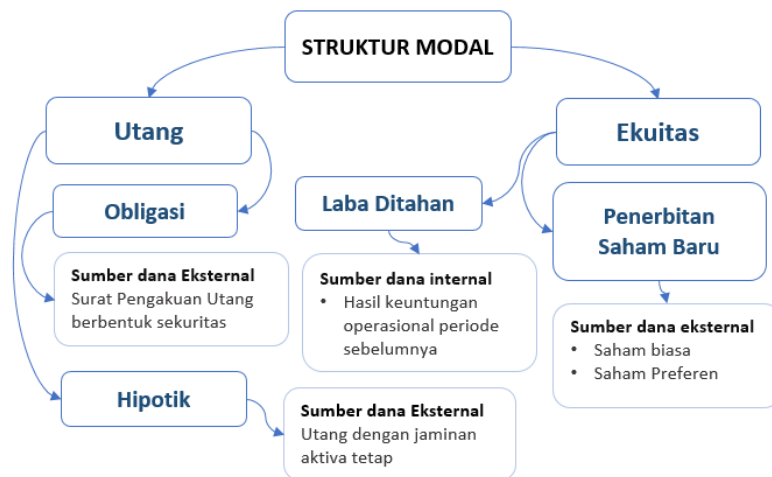 STRUKTUR MODAL
Utang
Ekuitas
Obligasi
Laba Ditahan
Penerbitan
Saham Baru
Sumber dana Eksternal
Surat Pengakuan Utang
berbentuk sekuritas
Sumber dana internal
• Hasil keuntungan
operasional periode
sebelumnya
Sumber dana eksternal
• Saham biasa
• Saham Preferen
Hipotik
Sumber dana Eksternal
Utang dengan jaminan
aktiva tetap